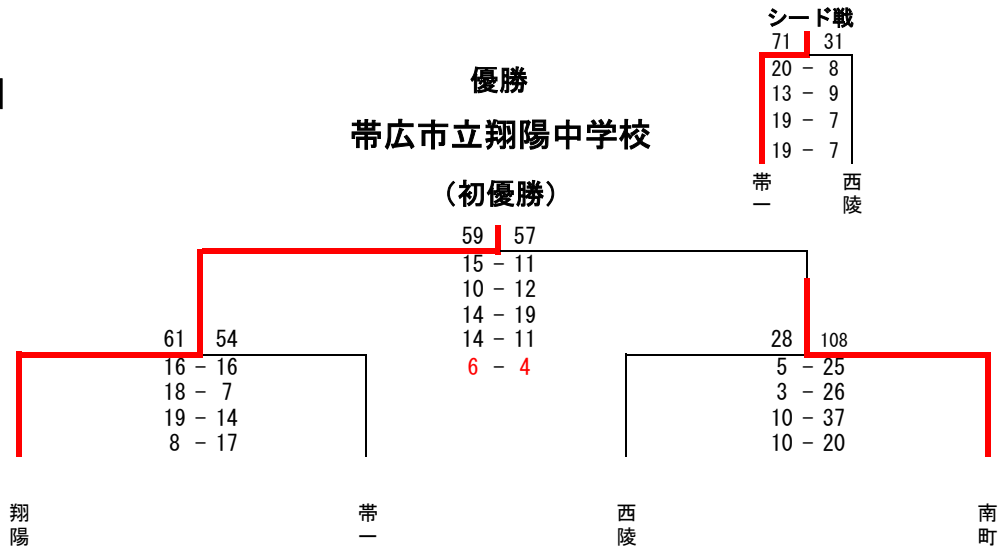 シード戦
71 31
20 - 8
13 - 9
19 - 7
19 - 7
帯一
西陵
優勝
帯広市立翔陽中学校
（初優勝）
59 57
15 - 11
10 - 12
14 - 19
14 - 11
6 - 4
61 54
16 - 16
18 - 7
19 - 14
8 - 17
28 108
5 - 25
3 - 26
10 - 37
10 - 20
翔陽
帯一
西陵
南町